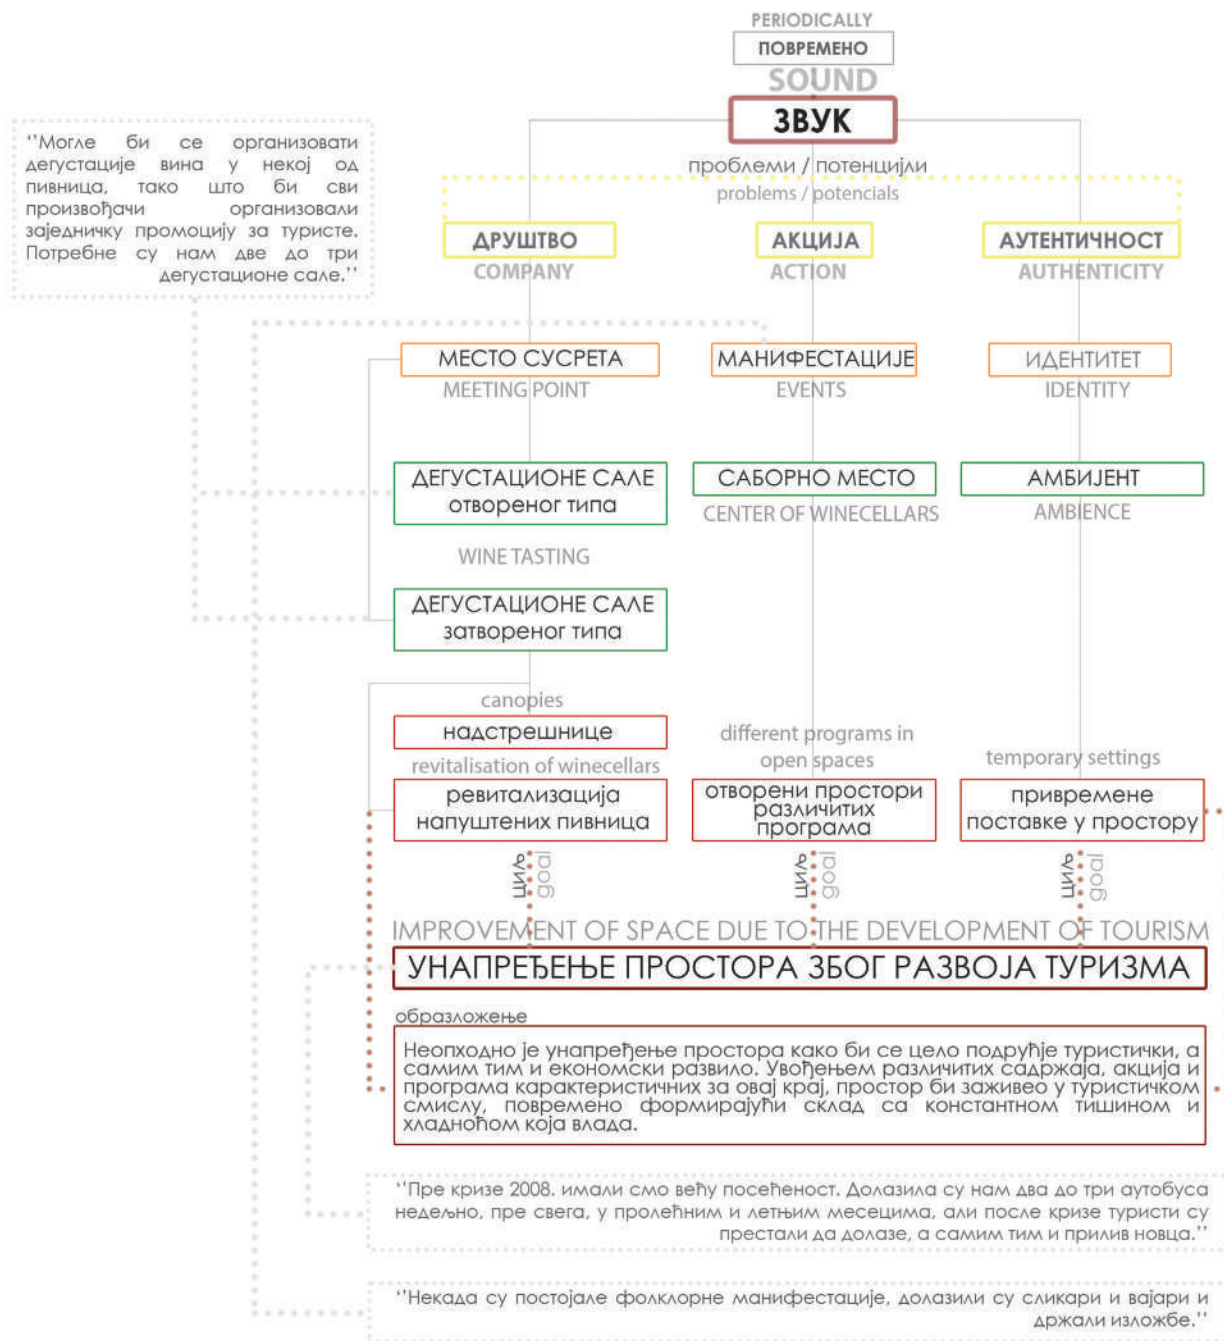 PERIODICALLY
ПОВРЕМЕНО
SOUND
ЗВУК
проблеми / потенцијли
problems / potencials
''Могле би се организовати
дегустације вина у некој од
пивница, тако што би сви
произвођачи организовали
заједничку промоцију за туристе.
Потребне су нам две до три
дегустационе сале.''
ДРУШТВО
COMPANY
АКЦИЈА
ACTION
АУТЕНТИЧНОСТ
AUTHENTICITY
МЕСТО СУСРЕТА
MEETING POINT
МАНИФЕСТАЦИЈЕ
EVENTS
ИДЕНТИТЕТ
IDENTITY
ДЕГУСТАЦИОНЕ САЛЕ
отвореног типа
САБОРНО МЕСТО
CENTER OF WINECELLARS
АМБИЈЕНТ
AMBIENCE
WINE TASTING
ДЕГУСТАЦИОНЕ САЛЕ
затвореног типа
canopies
надстрешнице
revitalisation of winecellars
ревитализација
напуштених пивница
different programs in
open spaces
отворени простори
различитих
програма
temporary settings
привремене
поставке у простору
циљ
goal
циљ
goal
циљ
goal
IMPROVEMENT OF SPACE DUE TO THE DEVELOPMENT OF TOURISM
УНАПРЕЂЕЊЕ ПРОСТОРА ЗБОГ РАЗВОЈА ТУРИЗМА
образложење
Неопходно је унапређење простора како би се цело подручје туристички, а
самим тим и економски развило. Увођењем различитих садржаја, акција и
програма карактеристичних за овај крај, простор би заживео у туристичком
смислу, повремено формирајући склад са константном тишином и
хладноћом која влада.
''Пре кризе 2008. имали смо већу посећеност. Долазила су нам два до три аутобуса
недељно, пре свега, у пролећним и летњим месецима, али после кризе туристи су
престали да долазе, а самим тим и прилив новца.''
''Некада су постојале фолклорне манифестације, долазили су сликари и вајари и
држали изложбе.''